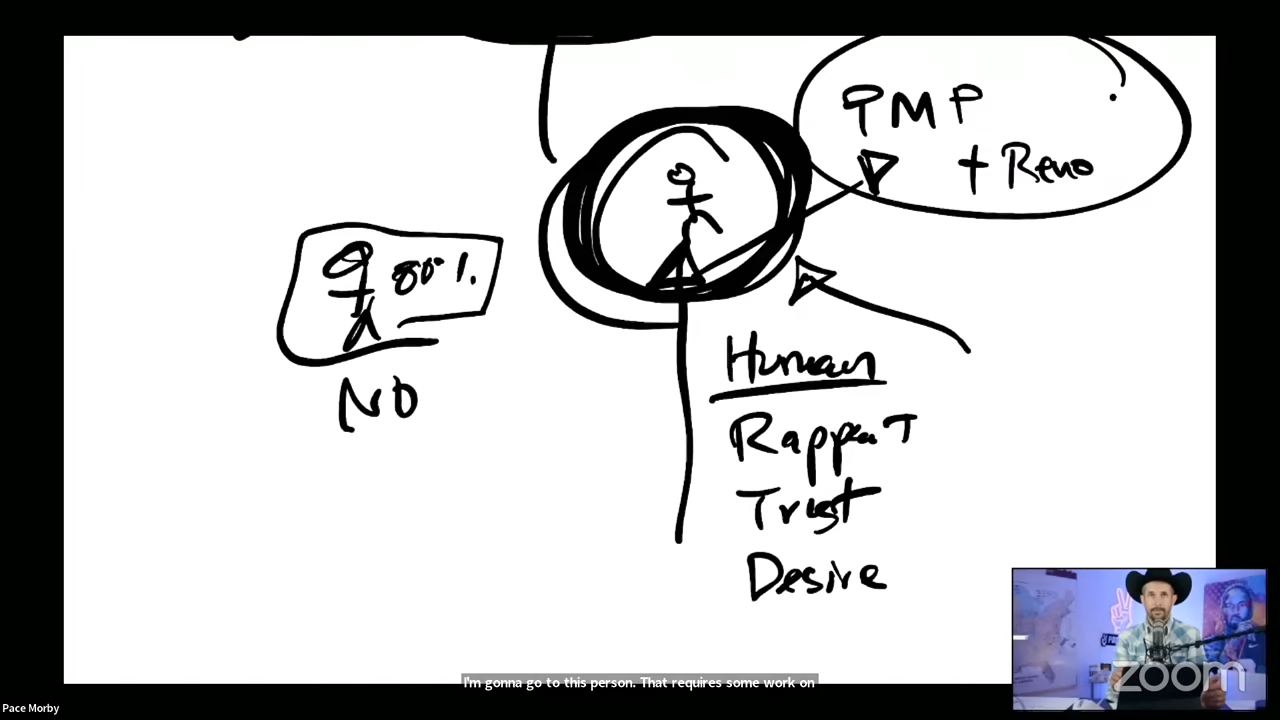 PMP
+ Reno
80%
NO
Human
Rapport
Trust
Desire
zoom
I'm gonna go to this person. That requires some work on
Pace Morby